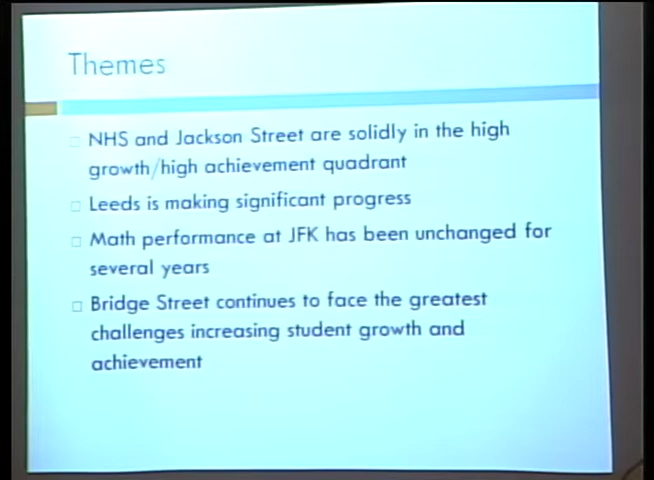 Themes
NHS and Jackson Street are solidly in the high
growth/high achievement quadrant
Leeds is making significant progress
Math performance at JFK has been unchanged for
several years
Bridge Street continues to face the greatest
challenges increasing student growth and
achievement